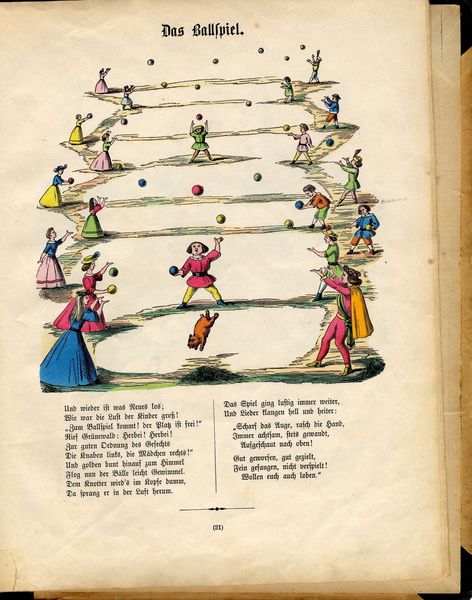 Das Ballſpiel.
Und wieder iſt was Neues los;
Wie war die Luſt der Kinder groß!
„Zum Ballſpiel kommt! der Platz iſt frei!“
Rief Grünewald: Herbei! Herbei!
Zur guten Ordnung des Gefechts
Die Knaben links, die Mädchen rechts!“
Und golden bunt hinauf zum Himmel
Flog nun der Bälle leicht Gewimmel.
Dem Knotter wird's im Kopfe dumm,
Da ſprang er in der Luft herum.
Das Spiel ging luſtig immer weiter,
Und Lieder klangen hell und heiter:
„Scharf das Auge, raſch die Hand,
Immer achtſam, ſtets gewandt,
Aufgeſchaut nach oben!
Gut geworfen, gut gezielt,
Fein gefangen, nicht verſpielt!
Wollen euch auch loben.“
(21)